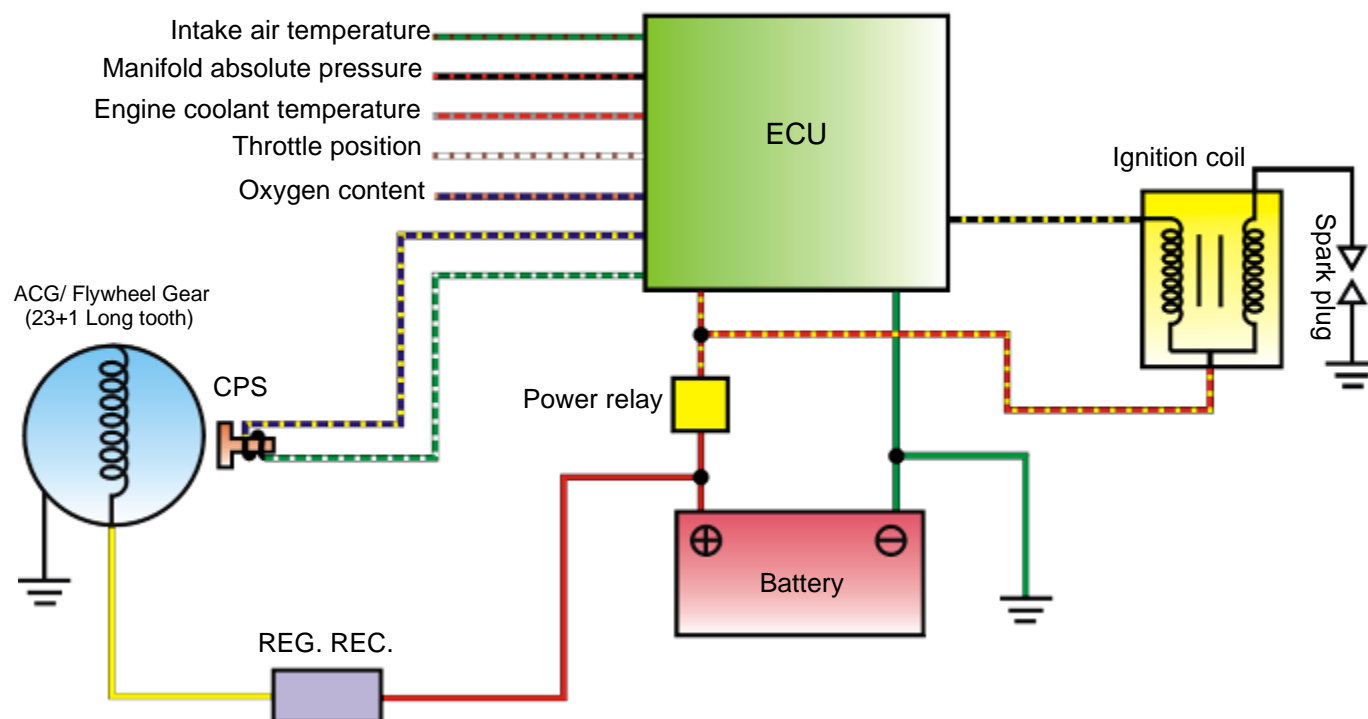 Intake air temperature
Manifold absolute pressure
Engine coolant temperature
Throttle position
Oxygen content
ECU
Ignition coil
Spark plug
ACG/ Flywheel Gear
(23+1 Long tooth)
CPS
Power relay
Battery
REG. REC.